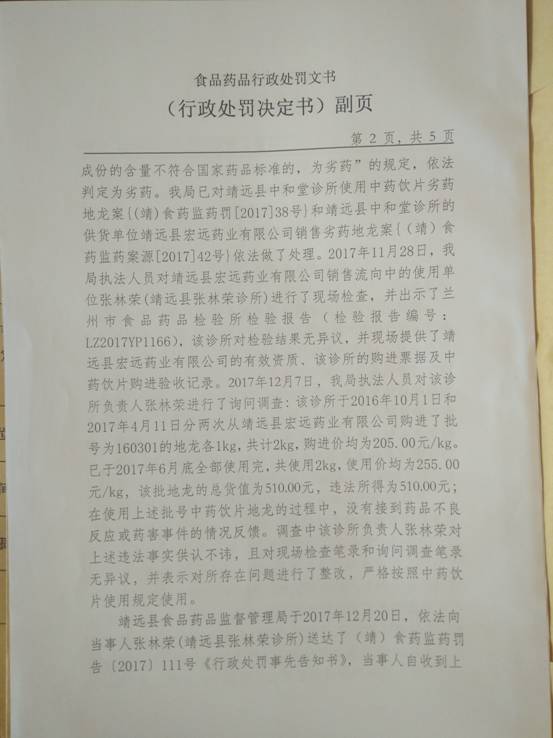 食品药品行政处罚文书
（行政处罚决定书）副页
第 2 页, 共 5 页
成份的含量不符合国家药品标准的，为劣药”的规定，依法
判定为劣药。我局已对靖远县中和堂诊所使用中药饮片劣药
地龙案{(靖)食药监药罚[2017]38号}和靖远县中和堂诊所的
供货单位靖远县宏远药业有限公司销售劣药地龙案{（靖）食
药监药案源[2017]42号}依法做了处理。2017年11月28日，我
局执法人员对靖远县宏远药业有限公司销售流向中的使用单
位张林荣(靖远县张林荣诊所)进行了现场检查，并出示了兰
州市食品药品检验所检验报告（检验报告编号：
LZ2017YP1166)，该诊所对检验结果无异议，并现场提供了靖
远县宏远药业有限公司的有效资质、该诊所的购进票据及中
药饮片购进验收记录。2017年12月7日，我局执法人员对该诊
所负责人张林荣进行了询问调查：该诊所于2016年10月1日和
2017年4月11日分两次从靖远县宏远药业有限公司购进了批
号为160301的地龙各1kg,共计2kg,购进价均为205.00元/kg。
已于2017年6月底全部使用完,共使用2kg,使用价均为255.00
元/kg，该批地龙的总货值为510.00元，违法所得为510.00元；
在使用上述批号中药饮片地龙的过程中，没有接到药品不良
反应或药害事件的情况反馈。调查中该诊所负责人张林荣对
上述违法事实供认不讳，且对现场检查笔录和询问调查笔录
无异议，并表示对所存在问题进行了整改，严格按照中药饮
片使用规定使用。
靖远县食品药品监督管理局于2017年12月20日，依法向
当事人张林荣(靖远县张林荣诊所)送达了（靖）食药监药罚
告〔2017〕111号《行政处罚事先告知书》，当事人自收到上